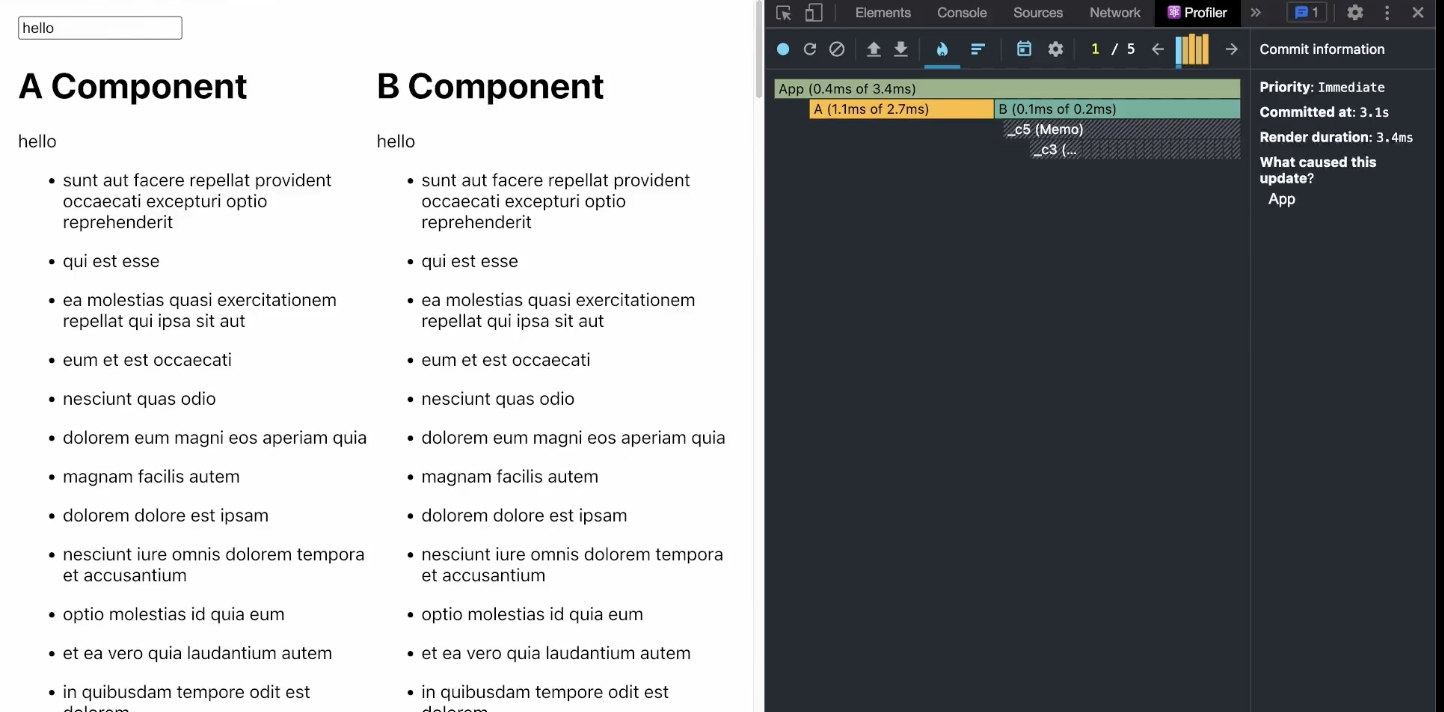 hello
A Component
hello
sunt aut facere repellat provident
occaecati excepturi optio
reprehenderit
qui est esse
ea molestias quasi exercitationem
repellat qui ipsa sit aut
eum et est occaecati
nesciunt quas odio
dolorem eum magni eos aperiam quia
magnam facilis autem
dolorem dolore est ipsam
nesciunt iure omnis dolorem tempora
et accusantium
optio molestias id quia eum
et ea vero quia laudantium autem
in quibusdam tempore odit est
dolorem
B Component
hello
sunt aut facere repellat provident
occaecati excepturi optio
reprehenderit
qui est esse
ea molestias quasi exercitationem
repellat qui ipsa sit aut
eum et est occaecati
nesciunt quas odio
dolorem eum magni eos aperiam quia
magnam facilis autem
dolorem dolore est ipsam
nesciunt iure omnis dolorem tempora
et accusantium
optio molestias id quia eum
et ea vero quia laudantium autem
in quibusdam tempore odit est
dolorem
Elements Console Sources Network Profiler » 1
1 / 5
App (0.4ms of 3.4ms)
A (1.1ms of 2.7ms) B (0.1ms of 0.2ms)
_c5 (Memo)
_c3 (...
Commit information
Priority: Immediate
Committed at: 3.1s
Render duration: 3.4ms
What caused this
update?
App